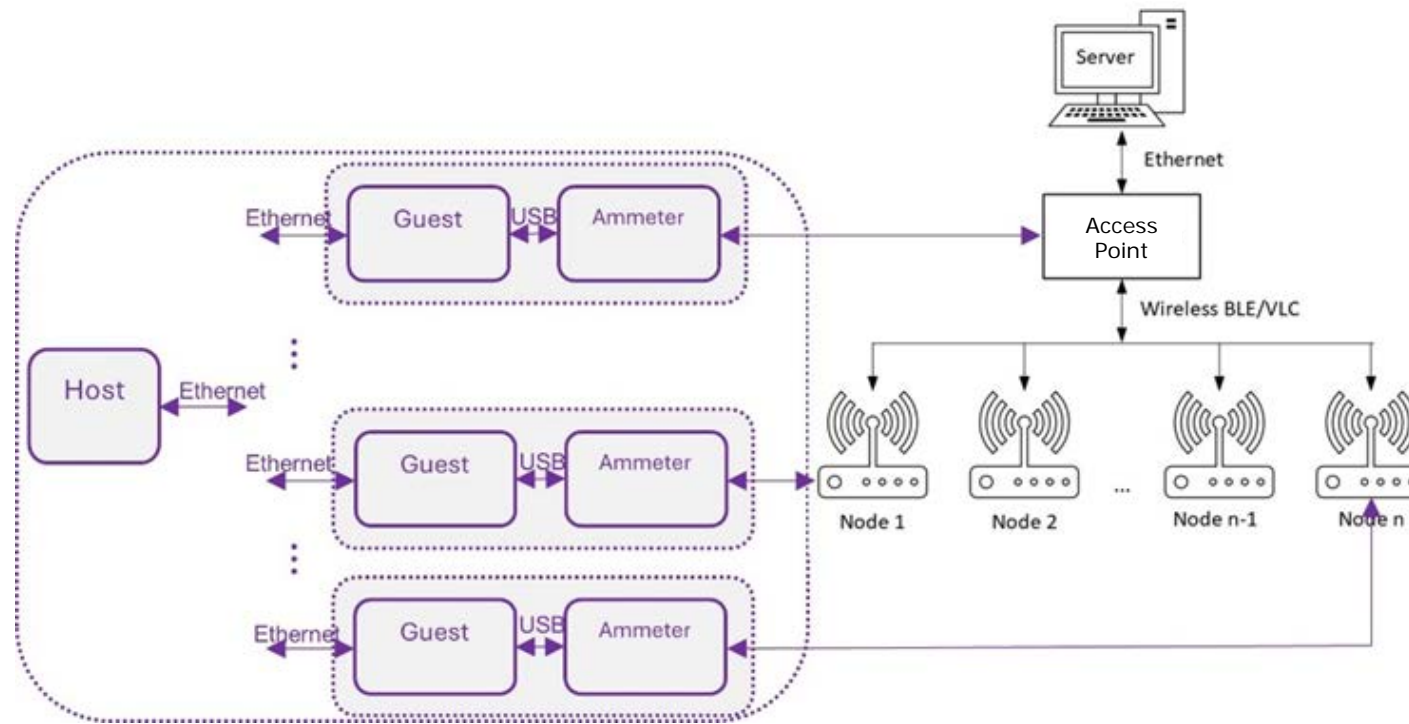 Server
Ethernet
Access
Point
Wireless BLE/VLC
Ethernet
Guest
USB
Ammeter
Host
Ethernet
Ethernet
Guest
USB
Ammeter
Node 1
Node 2
...
Node n-1
Node n
Ethernet
Guest
USB
Ammeter